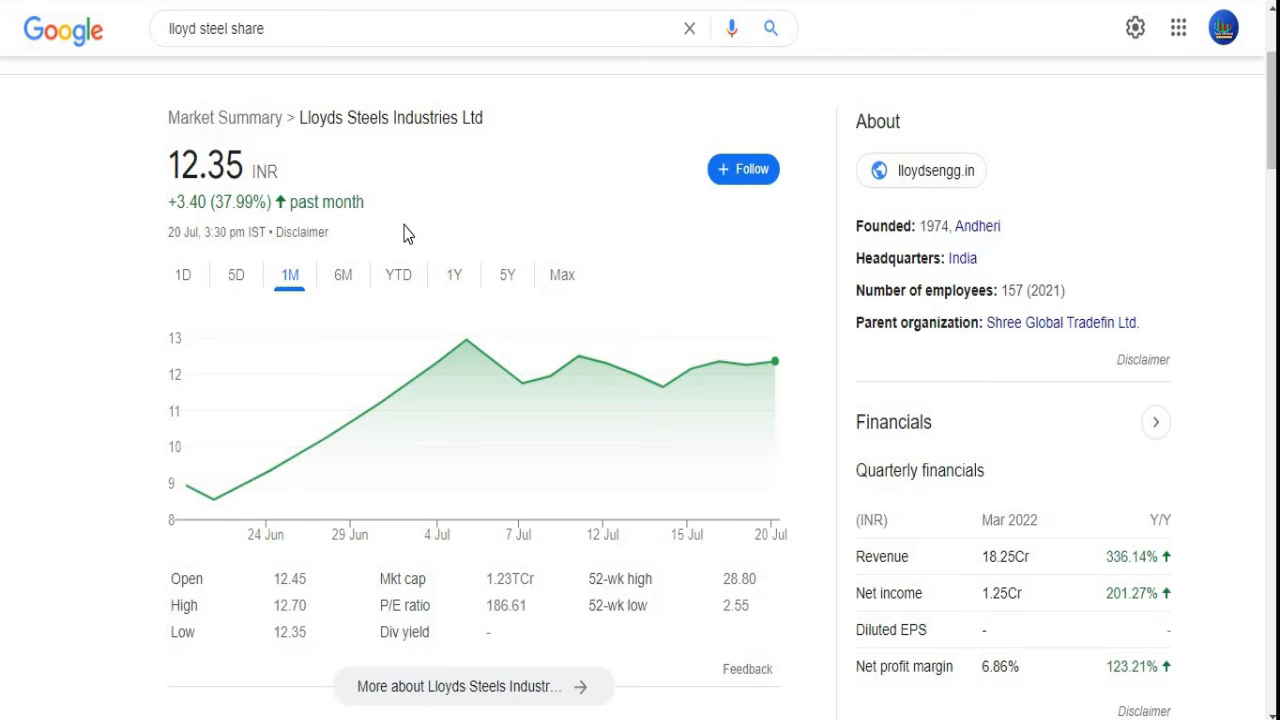 Google
lloyd steel share
Market Summary > Lloyds Steels Industries Ltd
12.35 INR
+ Follow
+3.40 (37.99%) ↑ past month
20 Jul, 3:30 pm IST • Disclaimer
1D 5D 1M 6M YTD 1Y 5Y Max
13
12
11
10
9
8
24 Jun 29 Jun 4 Jul 7 Jul 12 Jul 15 Jul 20 Jul
Open 12.45 Mkt cap 1.23TCr 52-wk high 28.80
High 12.70 P/E ratio 186.61 52-wk low 2.55
Low 12.35 Div yield -
Feedback
More about Lloyds Steels Industr... →
About
lloydsengg.in
Founded: 1974, Andheri
Headquarters: India
Number of employees: 157 (2021)
Parent organization: Shree Global Tradefin Ltd.
Disclaimer
Financials
Quarterly financials
(INR) Mar 2022 Y/Y
Revenue 18.25Cr 336.14% ↑
Net income 1.25Cr 201.27% ↑
Diluted EPS - -
Net profit margin 6.86% 123.21% ↑
Disclaimer